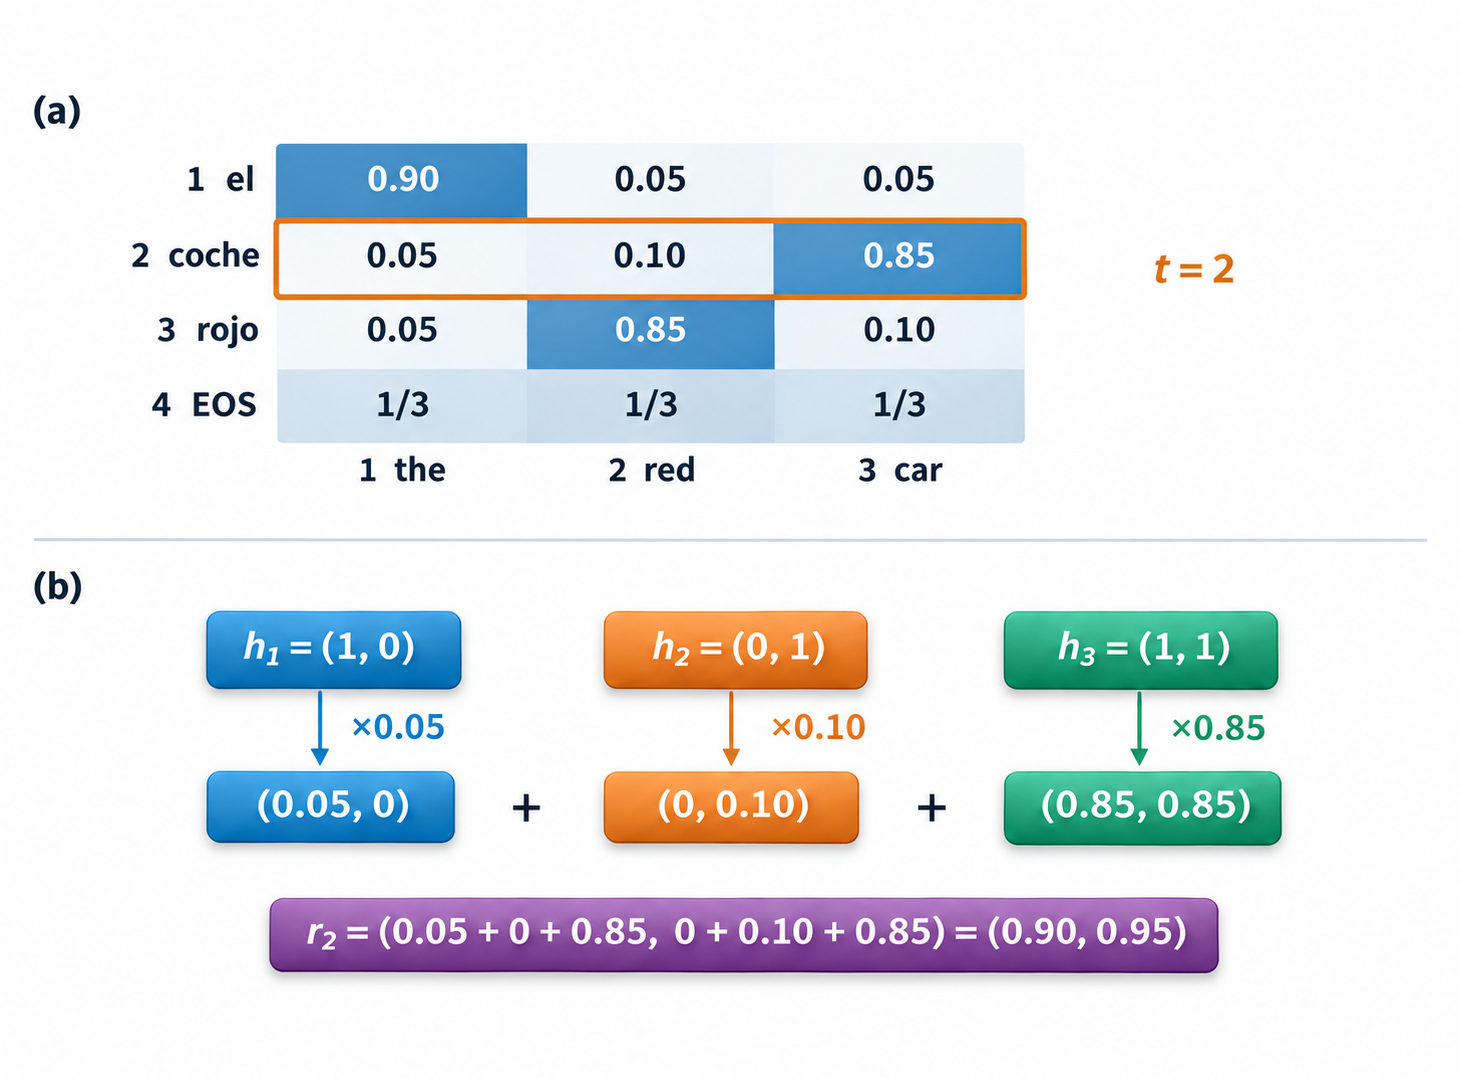 (a)
1 el 0.90 0.05 0.05
2 coche 0.05 0.10 0.85
t = 2
3 rojo 0.05 0.85 0.10
4 EOS 1/3 1/3 1/3
1 the 2 red 3 car
(b)
h₁ = (1, 0) h₂ = (0, 1) h₃ = (1, 1)
×0.05 ×0.10 ×0.85
(0.05, 0) + (0, 0.10) + (0.85, 0.85)
r₂ = (0.05 + 0 + 0.85, 0 + 0.10 + 0.85) = (0.90, 0.95)